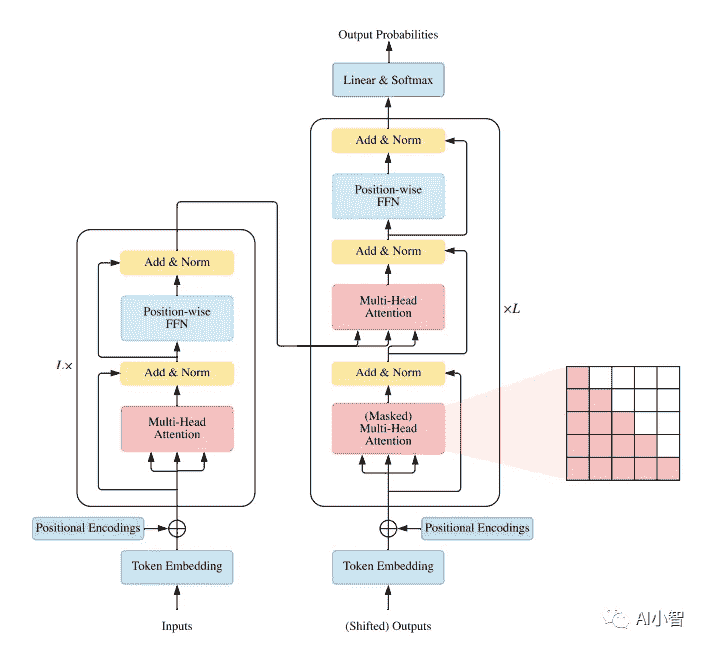 Output Probabilities
Linear & Softmax
Add & Norm
Position-wise
FFN
Add & Norm
Multi-Head
Attention
×L
Add & Norm
(Masked)
Multi-Head
Attention
Positional Encodings
Token Embedding
(Shifted) Outputs
Add & Norm
Position-wise
FFN
L×
Add & Norm
Multi-Head
Attention
Positional Encodings
Token Embedding
Inputs
AI小智